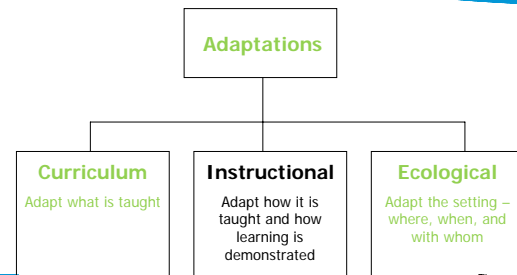 Adaptations
Curriculum
Adapt what is taught
Instructional
Adapt how it is
taught and how
learning is
demonstrated
Ecological
Adapt the setting –
where, when, and
with whom